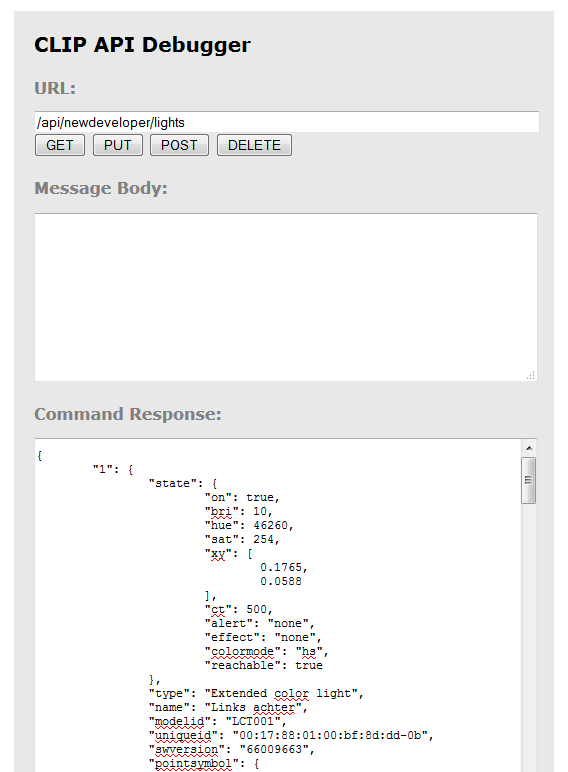 CLIP API Debugger
URL:
/api/newdeveloper/lights
GET PUT POST DELETE
Message Body:
Command Response:
{
"1": {
"state": {
"on": true,
"bri": 10,
"hue": 46260,
"sat": 254,
"xy": [
0.1765,
0.0588
],
"ct": 500,
"alert": "none",
"effect": "none",
"colormode": "hs",
"reachable": true
},
"type": "Extended color light",
"name": "Links achter",
"modelid": "LCT001",
"uniqueid": "00:17:88:01:00:bf:8d:dd-0b",
"swversion": "66009663",
"pointsymbol": {